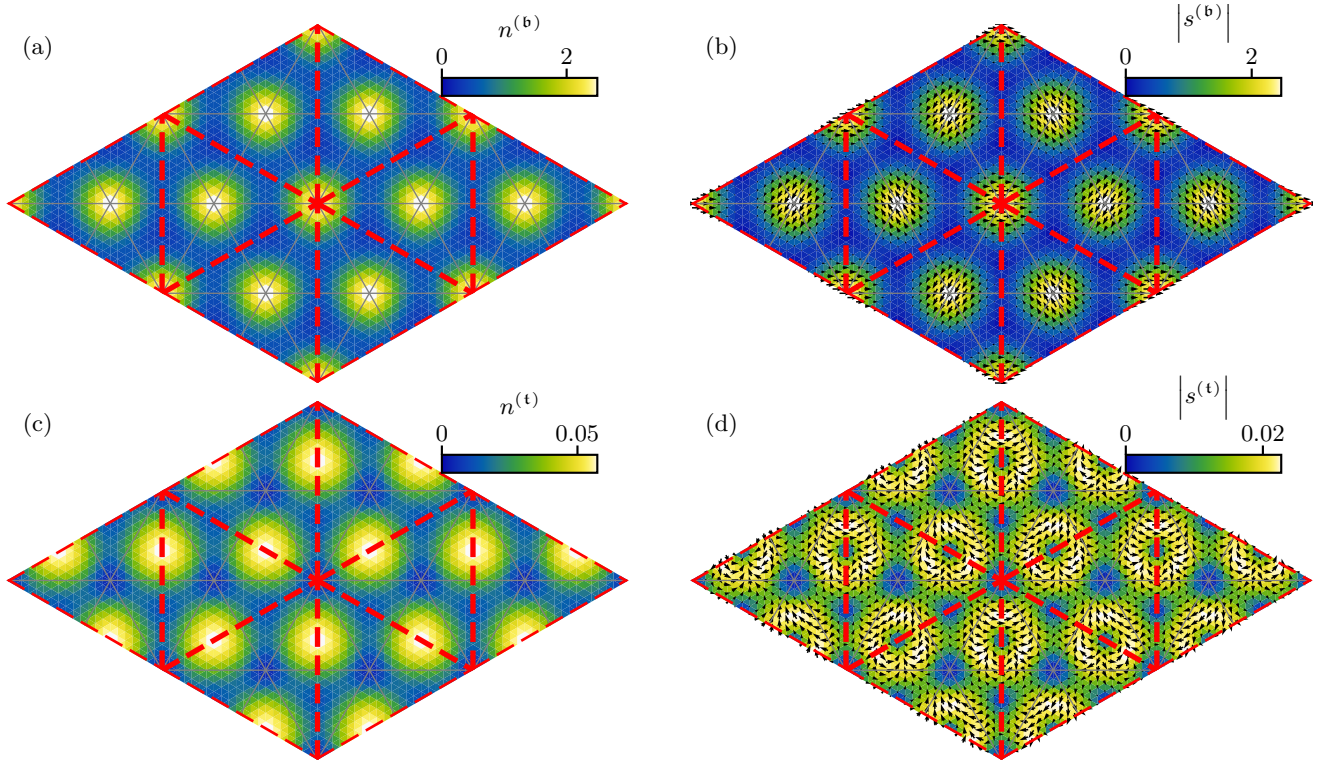 (a)
n^(𝔟)
0 2
(b)
|s^(𝔟)|
0 2
(c)
n^(𝔱)
0 0.05
(d)
|s^(𝔱)|
0 0.02